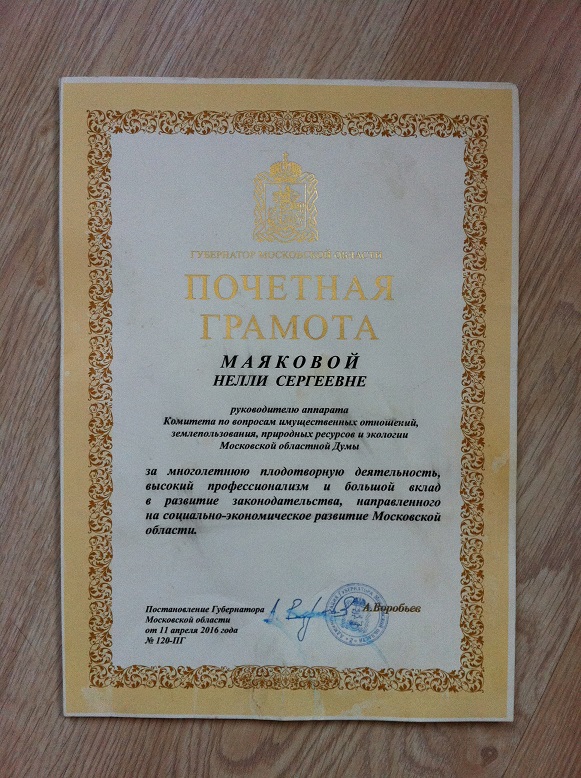 ГУБЕРНАТОР МОСКОВСКОЙ ОБЛАСТИ
ПОЧЕТНАЯ
ГРАМОТА
МАЯКОВОЙ
НЕЛЛИ СЕРГЕЕВНЕ
руководителю аппарата
Комитета по вопросам имущественных отношений,
землепользования, природных ресурсов и экологии
Московской областной Думы
за многолетнюю плодотворную деятельность,
высокий профессионализм и большой вклад
в развитие законодательства, направленного
на социально-экономическое развитие Московской
области.
Постановление Губернатора
Московской области
от 11 апреля 2016 года
№ 120-ПГ
А.Воробьев